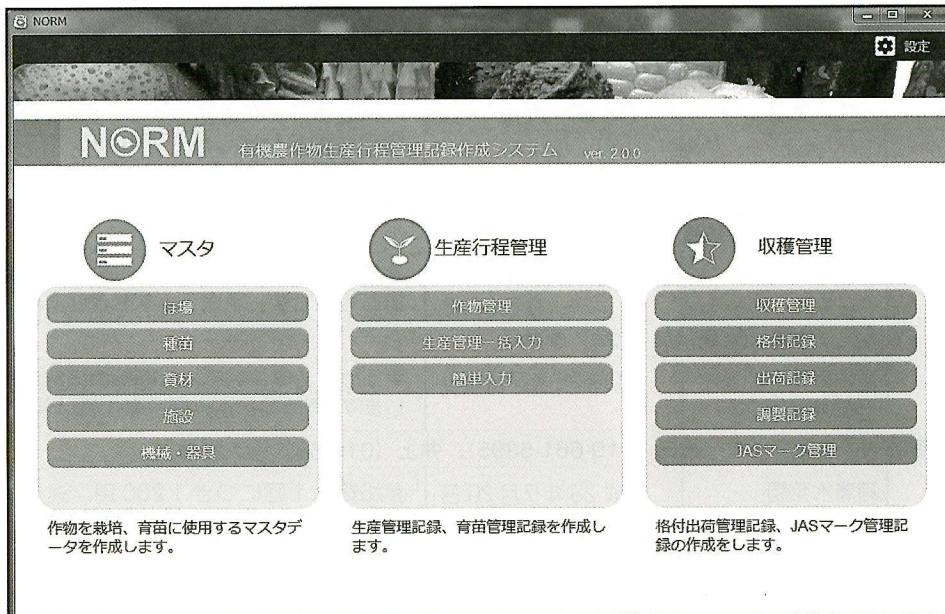 NORM
設定
NORM 有機農作物生産行程管理記録作成システム ver. 2.0.0
マスタ
ほ場
種苗
資材
施設
機械・器具
作物を栽培、育苗に使用するマスタデ
ータを作成します。
生産行程管理
作物管理
生産管理一括入力
簡単入力
生産管理記録、育苗管理記録を作成し
ます。
収穫管理
収穫管理
格付記録
出荷記録
調製記録
JASマーク管理
格付出荷管理記録、JASマーク管理記
録の作成をします。